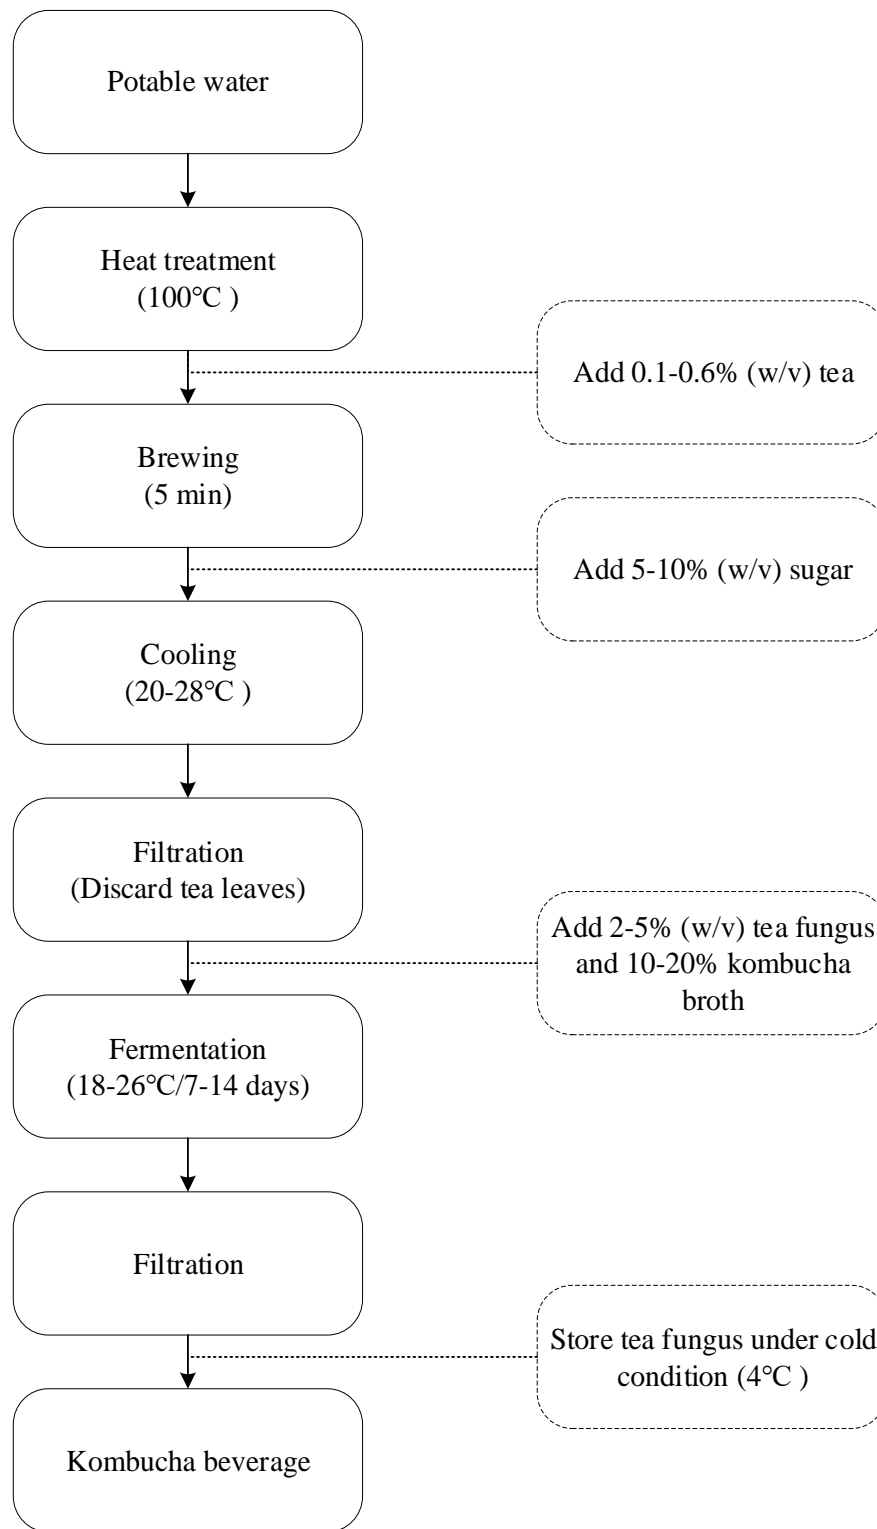 Potable water
Heat treatment
(100℃ )
Add 0.1-0.6% (w/v) tea
Brewing
(5 min)
Add 5-10% (w/v) sugar
Cooling
(20-28℃ )
Filtration
(Discard tea leaves)
Add 2-5% (w/v) tea fungus
and 10-20% kombucha
broth
Fermentation
(18-26℃/7-14 days)
Filtration
Store tea fungus under cold
condition (4℃ )
Kombucha beverage